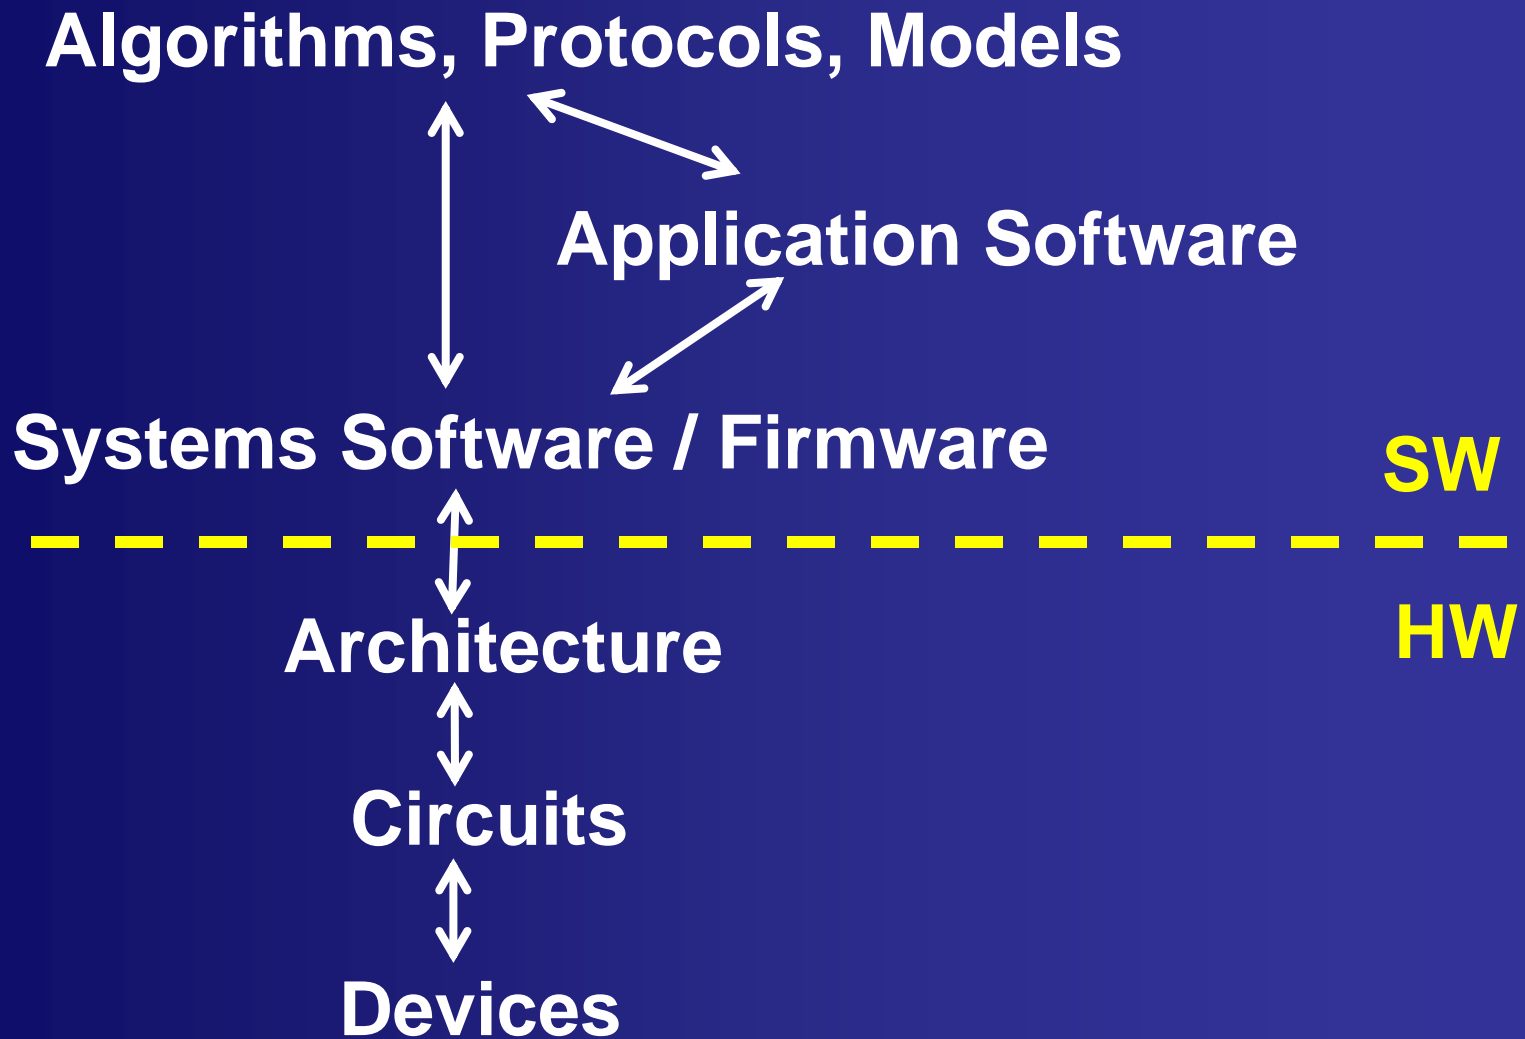 Algorithms, Protocols, Models
Application Software
Systems Software / Firmware
SW
HW
Architecture
Circuits
Devices